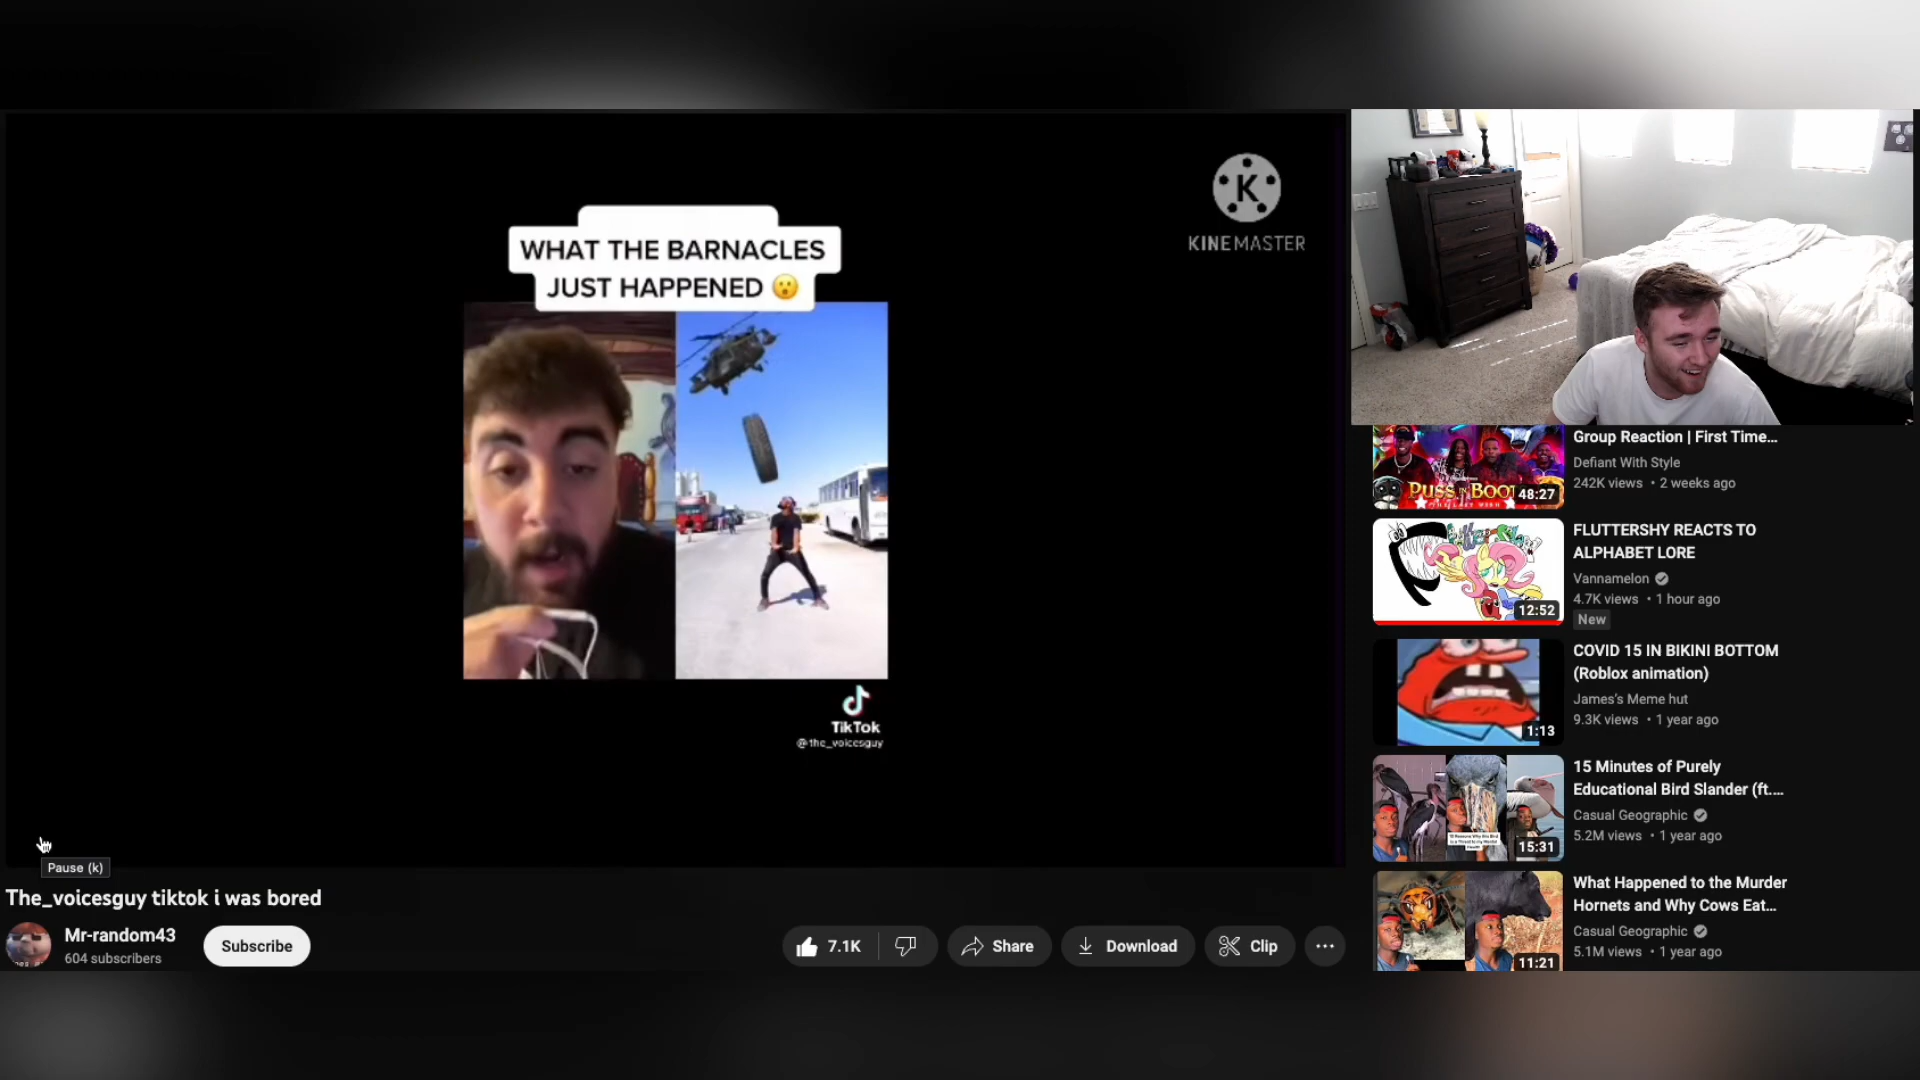 WHAT THE BARNACLES
JUST HAPPENED 😮
K
KINEMASTER
TikTok
@the_voicesguy
Pause (k)
The_voicesguy tiktok i was bored
Mr-random43
604 subscribers
Subscribe
7.1K
Share
Download
Clip
Group Reaction | First Time...
Defiant With Style
242K views • 2 weeks ago
PUSS IN BOOT
48:27
FLUTTERSHY REACTS TO
ALPHABET LORE
Vannamelon
4.7K views • 1 hour ago
New
12:52
COVID 15 IN BIKINI BOTTOM
(Roblox animation)
James's Meme hut
9.3K views • 1 year ago
1:13
15 Minutes of Purely
Educational Bird Slander (ft....
Casual Geographic
5.2M views • 1 year ago
15:31
What Happened to the Murder
Hornets and Why Cows Eat...
Casual Geographic
5.1M views • 1 year ago
11:21